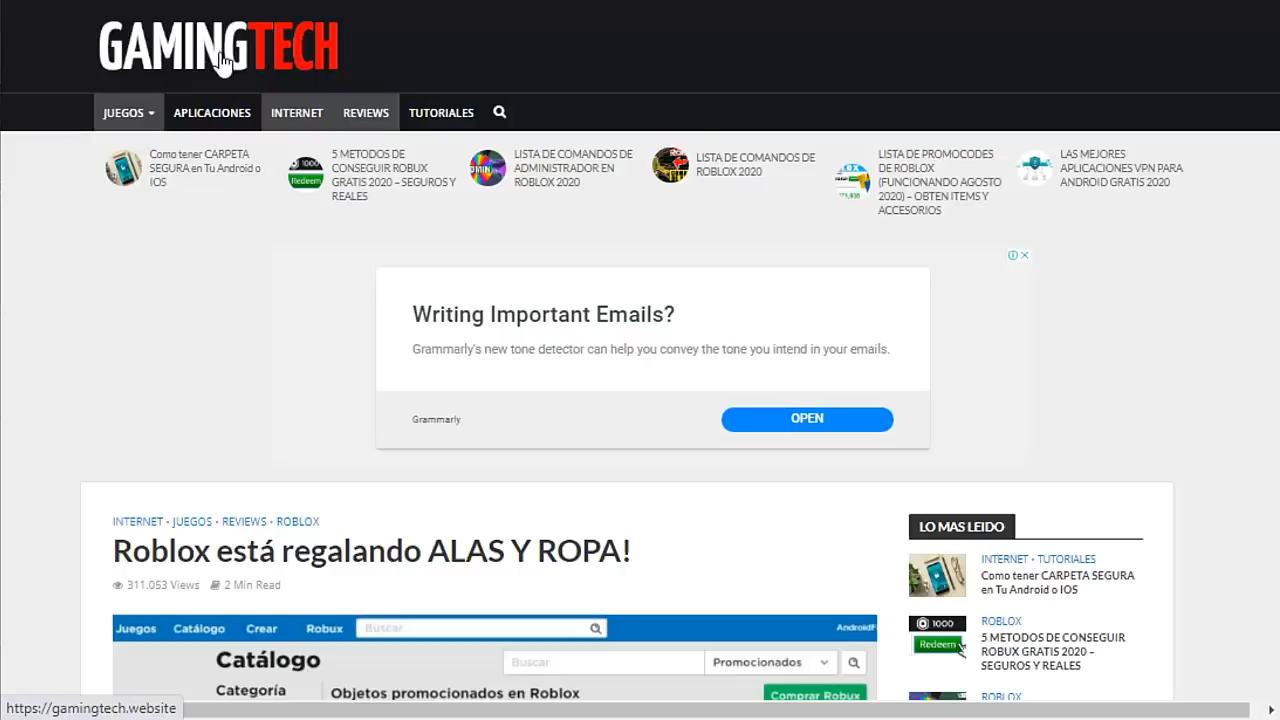 GAMINGTECH
JUEGOS APLICACIONES INTERNET REVIEWS TUTORIALES
Como tener CARPETA
SEGURA en Tu Android o
IOS
1000
Redeem
5 METODOS DE
CONSEGUIR ROBUX
GRATIS 2020 – SEGUROS Y
REALES
LISTA DE COMANDOS DE
ADMINISTRADOR EN
ROBLOX 2020
LISTA DE COMANDOS DE
ROBLOX 2020
LISTA DE PROMOCODES
DE ROBLOX
(FUNCIONANDO AGOSTO
2020) – OBTEN ITEMS Y
ACCESORIOS
LAS MEJORES
APLICACIONES VPN PARA
ANDROID GRATIS 2020
Writing Important Emails?
Grammarly's new tone detector can help you convey the tone you intend in your emails.
Grammarly
OPEN
INTERNET • JUEGOS • REVIEWS • ROBLOX
Roblox está regalando ALAS Y ROPA!
311.053 Views 2 Min Read
Juegos Catálogo Crear Robux Buscar
Catálogo Buscar Promocionados
Categoría Objetos promocionados en Roblox Comprar Robux
LO MAS LEIDO
INTERNET • TUTORIALES
Como tener CARPETA SEGURA
en Tu Android o IOS
1000
Redeem
ROBLOX
5 METODOS DE CONSEGUIR
ROBUX GRATIS 2020 –
SEGUROS Y REALES
ROBLOX
https://gamingtech.website